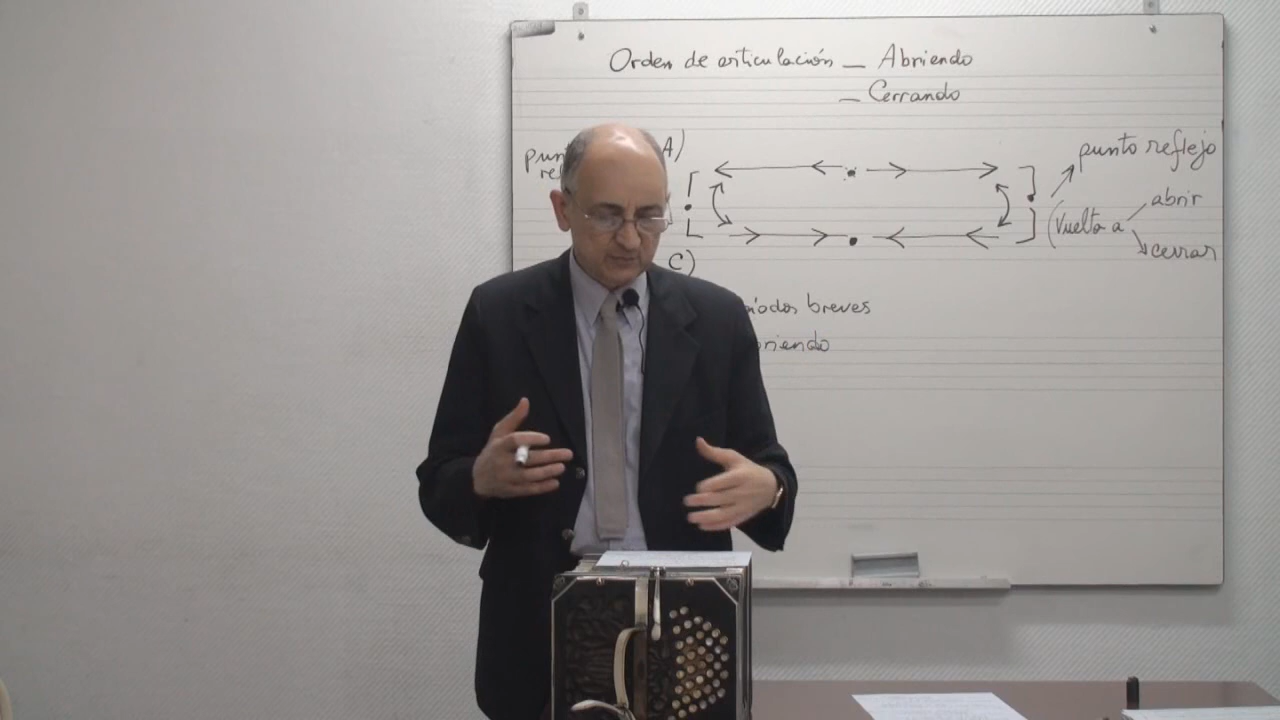 Orden de articulación — Abriendo
— Cerrando
A)
punto reflejo
(Vuelta a
abrir
cerrar
C)
breves